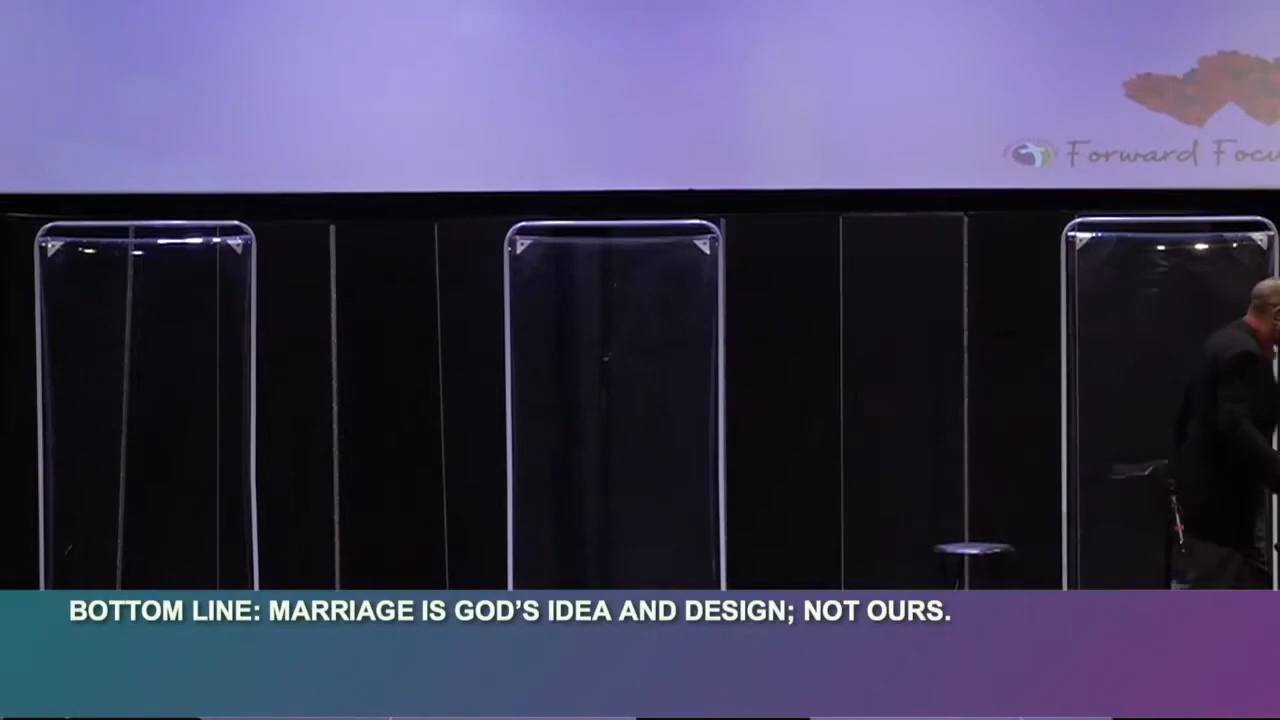 Forward Focu
BOTTOM LINE: MARRIAGE IS GOD'S IDEA AND DESIGN; NOT OURS.